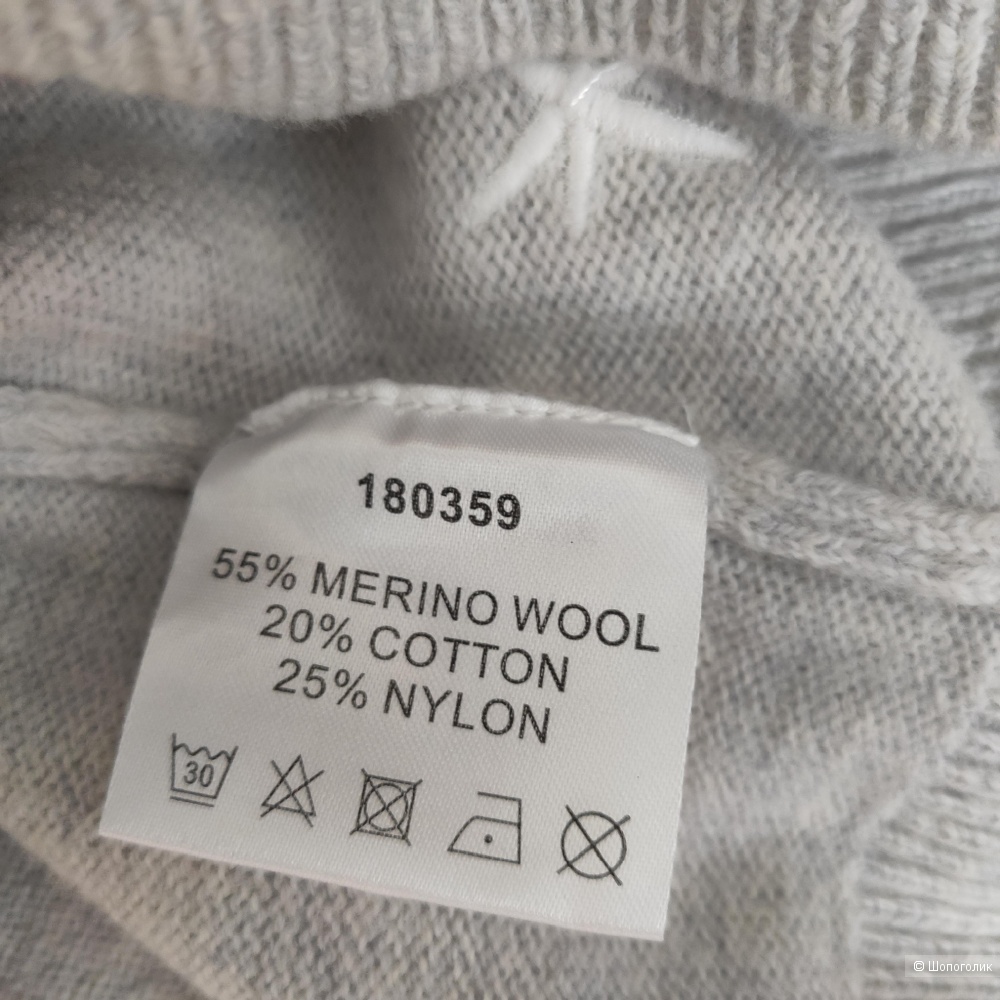 180359
55% MERINO WOOL
20% COTTON
25% NYLON
30
© Шопоголик